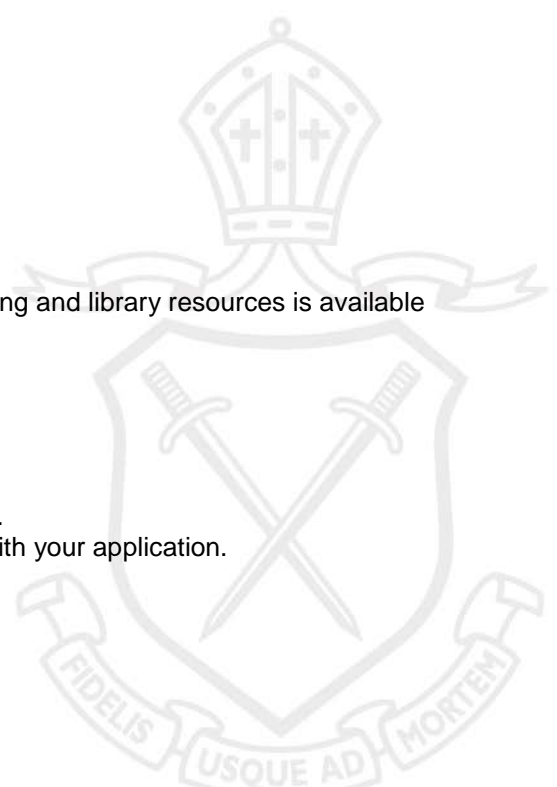 ng and library resources is available
.
ith your application.
FIDELIS USQUE AD MORTEM